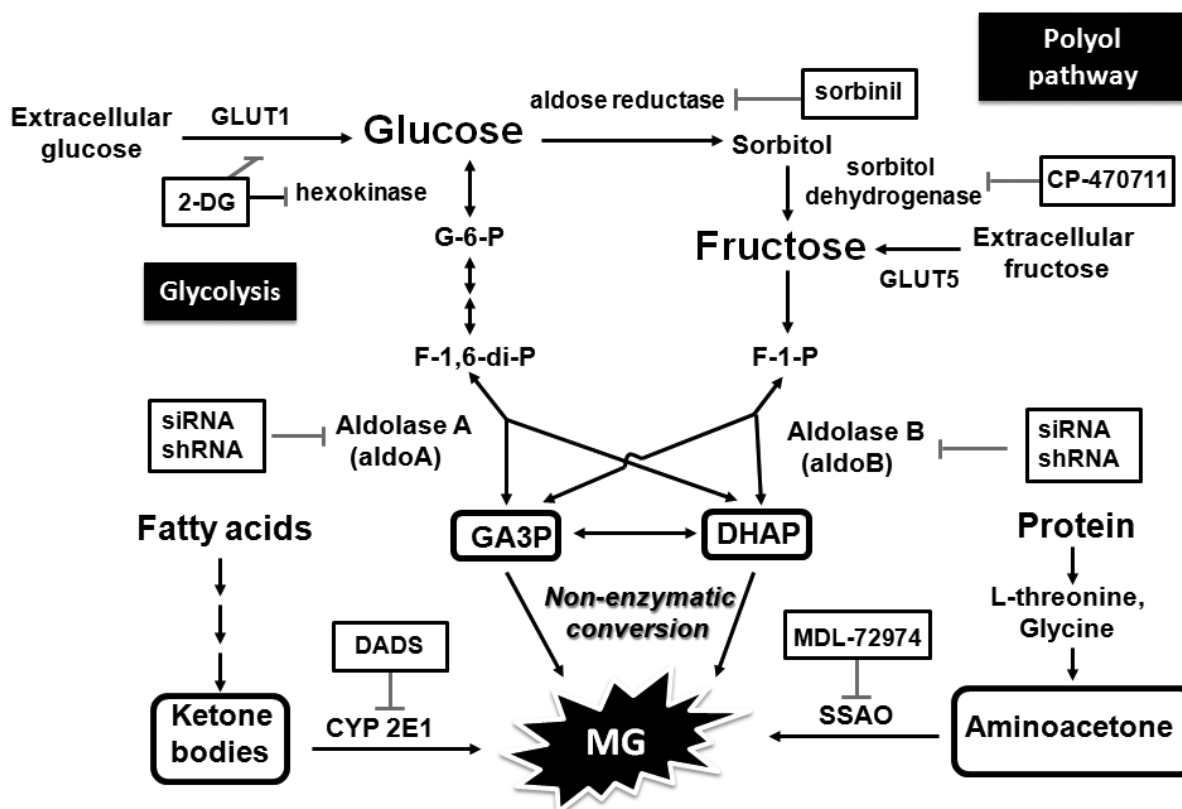 Polyol
pathway
Extracellular
glucose
GLUT1
Glucose
aldose reductase
sorbinil
Sorbitol
2-DG
hexokinase
sorbitol
dehydrogenase
CP-470711
G-6-P
Fructose
Extracellular
fructose
GLUT5
Glycolysis
F-1,6-di-P
F-1-P
siRNA
shRNA
Aldolase A
(aldoA)
Aldolase B
(aldoB)
siRNA
shRNA
Fatty acids
GA3P
DHAP
Protein
Non-enzymatic
conversion
L-threonine,
Glycine
DADS
MDL-72974
Ketone
bodies
CYP 2E1
MG
SSAO
Aminoacetone